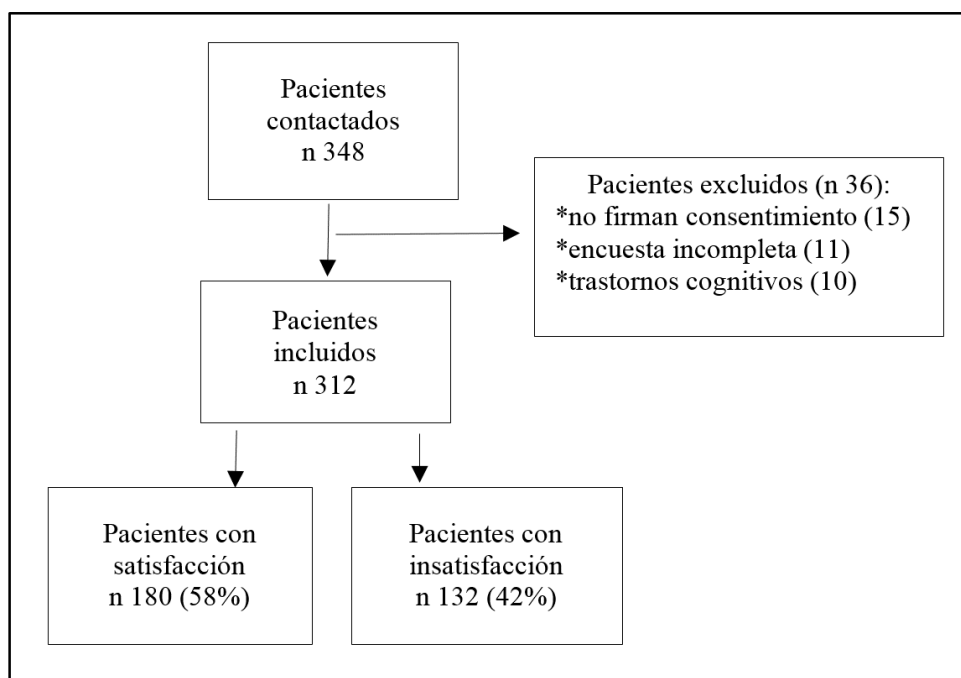 Pacientes
contactados
n 348
Pacientes excluidos (n 36):
*no firman consentimiento (15)
*encuesta incompleta (11)
*trastornos cognitivos (10)
Pacientes
incluidos
n 312
Pacientes con
satisfacción
n 180 (58%)
Pacientes con
insatisfacción
n 132 (42%)